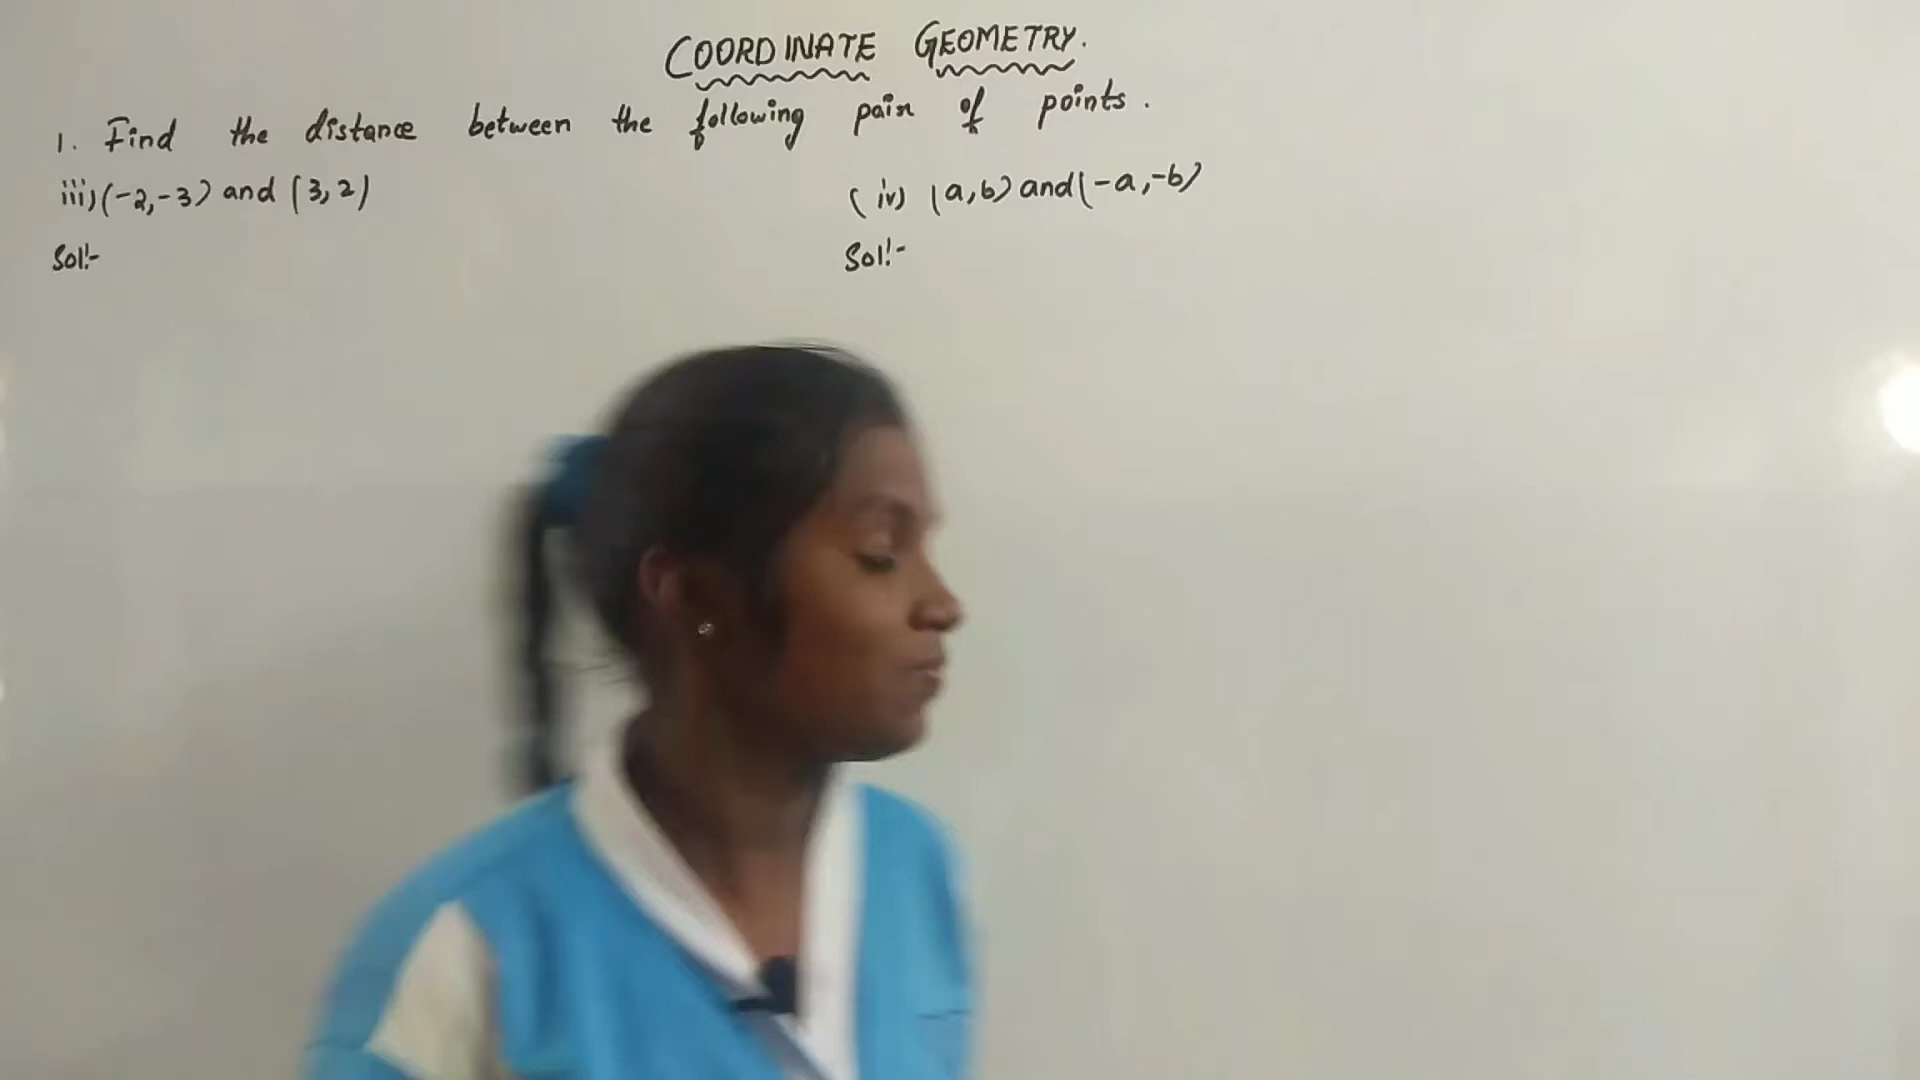 COORDINATE GEOMETRY.
1. Find the distance between the following pair of points.
iii) (-2,-3) and (3,2)
(iv) (a,b) and (-a,-b)
Sol:-
Sol:-